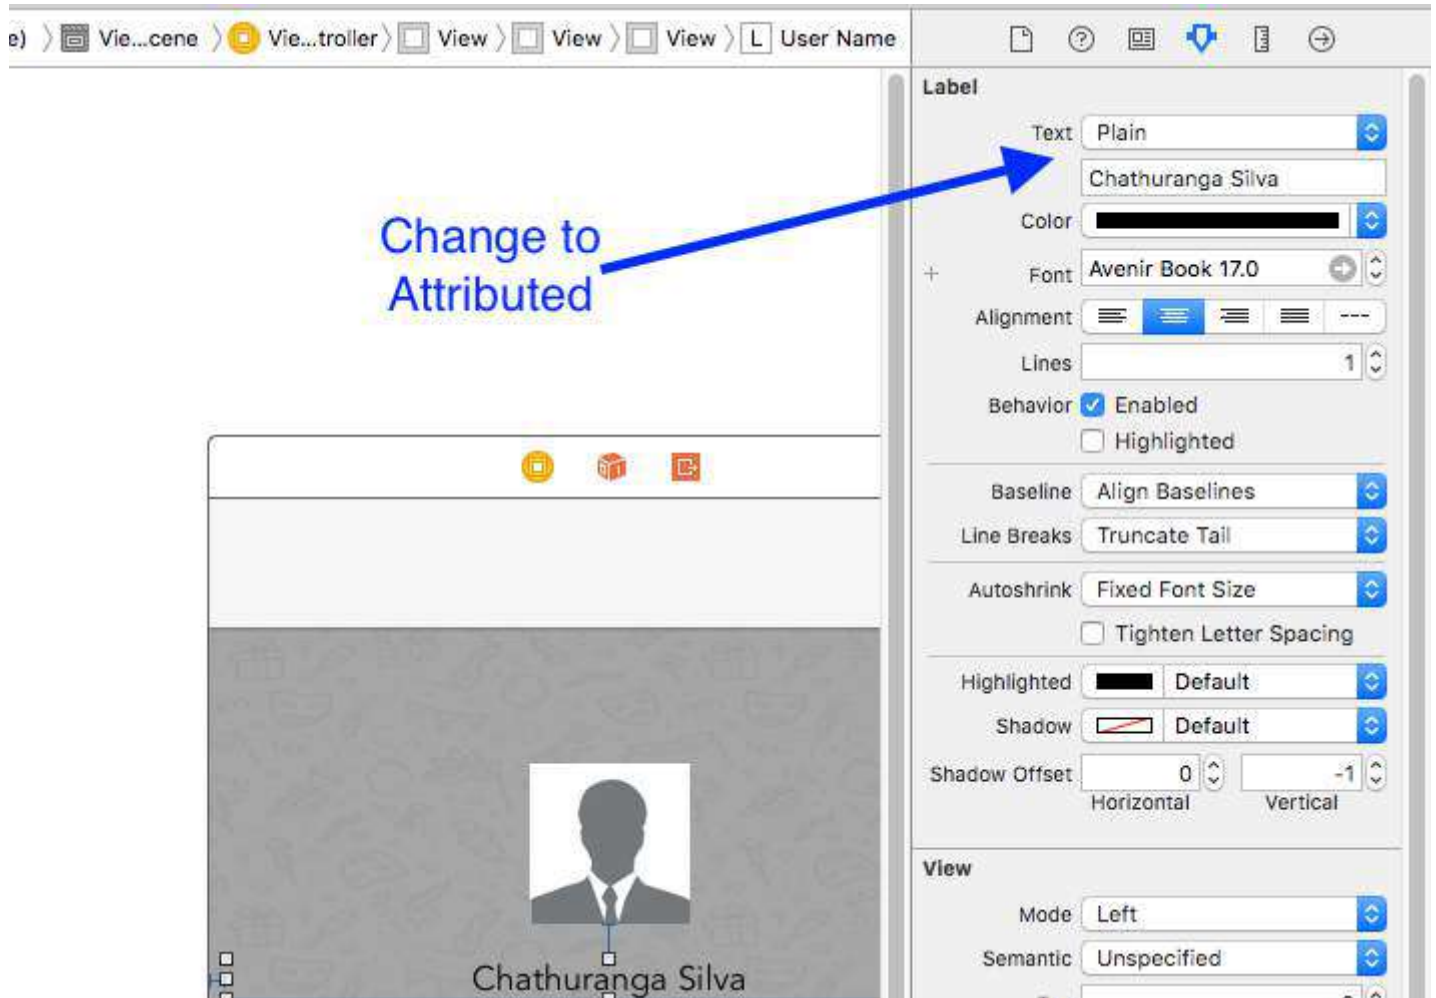 e) Vie...cene Vie...troller View View View L User Name
Label
Text Plain
Chathuranga Silva
Change to
Attributed
Color
Font Avenir Book 17.0
Alignment
Lines 1
Behavior Enabled
Highlighted
Baseline Align Baselines
Line Breaks Truncate Tail
Autoshrink Fixed Font Size
Tighten Letter Spacing
Highlighted Default
Shadow Default
Shadow Offset 0 -1
Horizontal Vertical
View
Mode Left
Semantic Unspecified
Chathuranga Silva